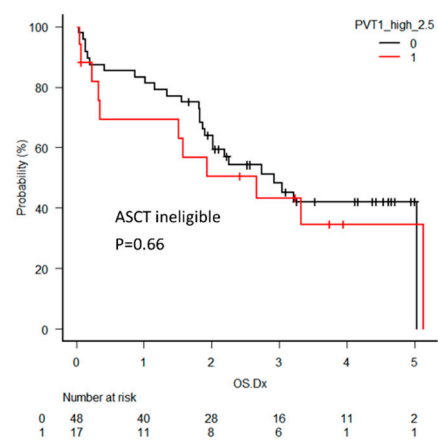 PVT1_high_2.5
0
1
100
80
60
40
20
0
Probability (%)
ASCT ineligible
P=0.66
0 1 2 3 4 5
OS.Dx
Number at risk
0 48 40 28 16 11 2
1 17 11 8 6 1 1